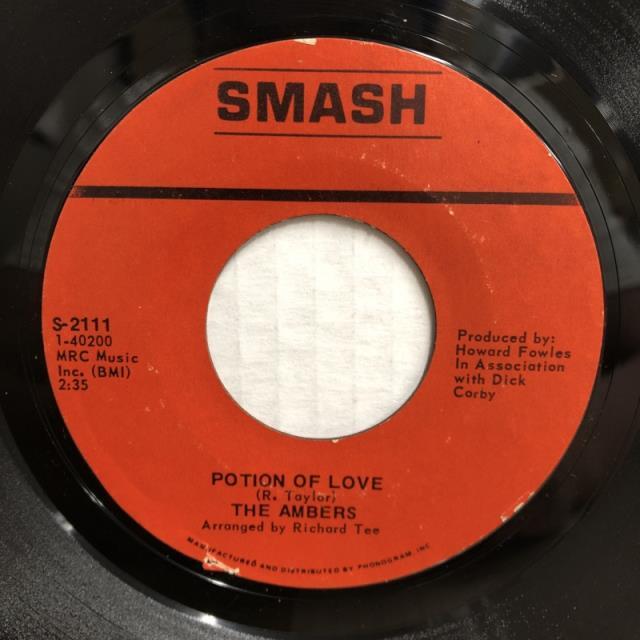 SMASH
S-2111
1-40200
MRC Music
Inc. (BMI)
2:35
Produced by:
Howard Fowles
In Association
with Dick
Corby
POTION OF LOVE
(R. Taylor)
THE AMBERS
Arranged by Richard Tee
MANUFACTURED AND DISTRIBUTED BY PHONOGRAM, INC